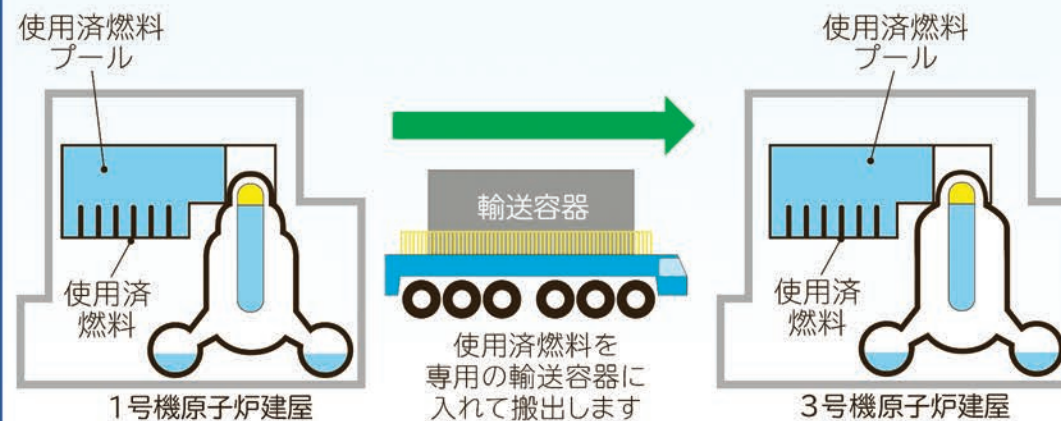 使用済燃料
プール
使用済
燃料
1号機原子炉建屋
輸送容器
使用済燃料を
専用の輸送容器に
入れて搬出します
使用済燃料
プール
使用済
燃料
3号機原子炉建屋